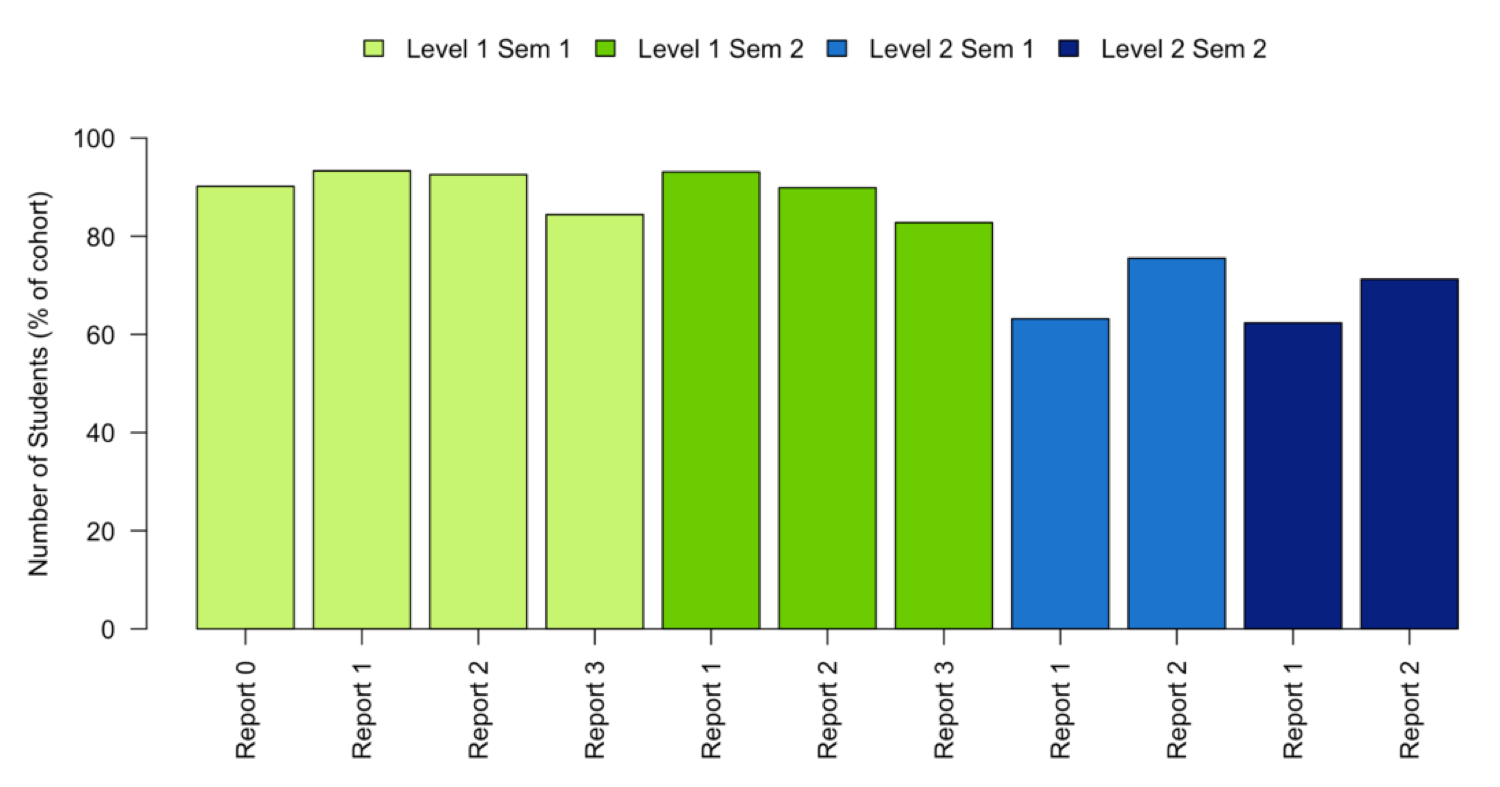 Level 1 Sem 1 Level 1 Sem 2 Level 2 Sem 1 Level 2 Sem 2
Number of Students (% of cohort)
100
80
60
40
20
0
Report 0
Report 1
Report 2
Report 3
Report 1
Report 2
Report 3
Report 1
Report 2
Report 1
Report 2